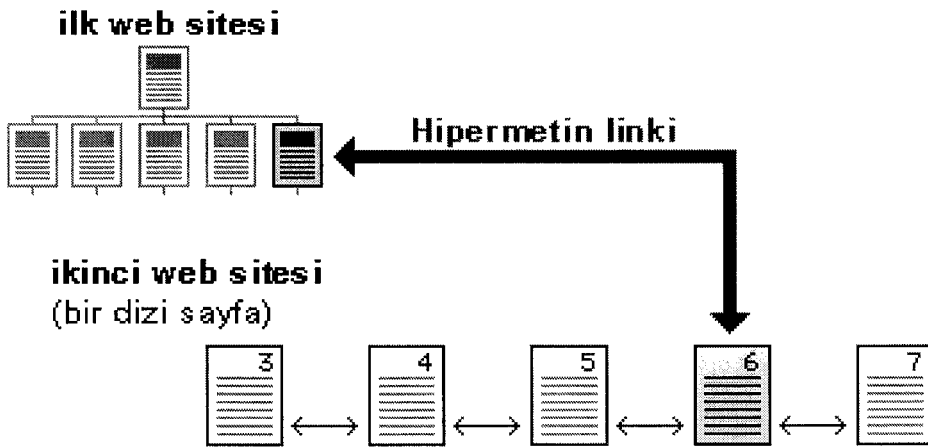 ilk web sitesi
Hipermetin linki
ikinci web sitesi
(bir dizi sayfa)
3 4 5 6 7